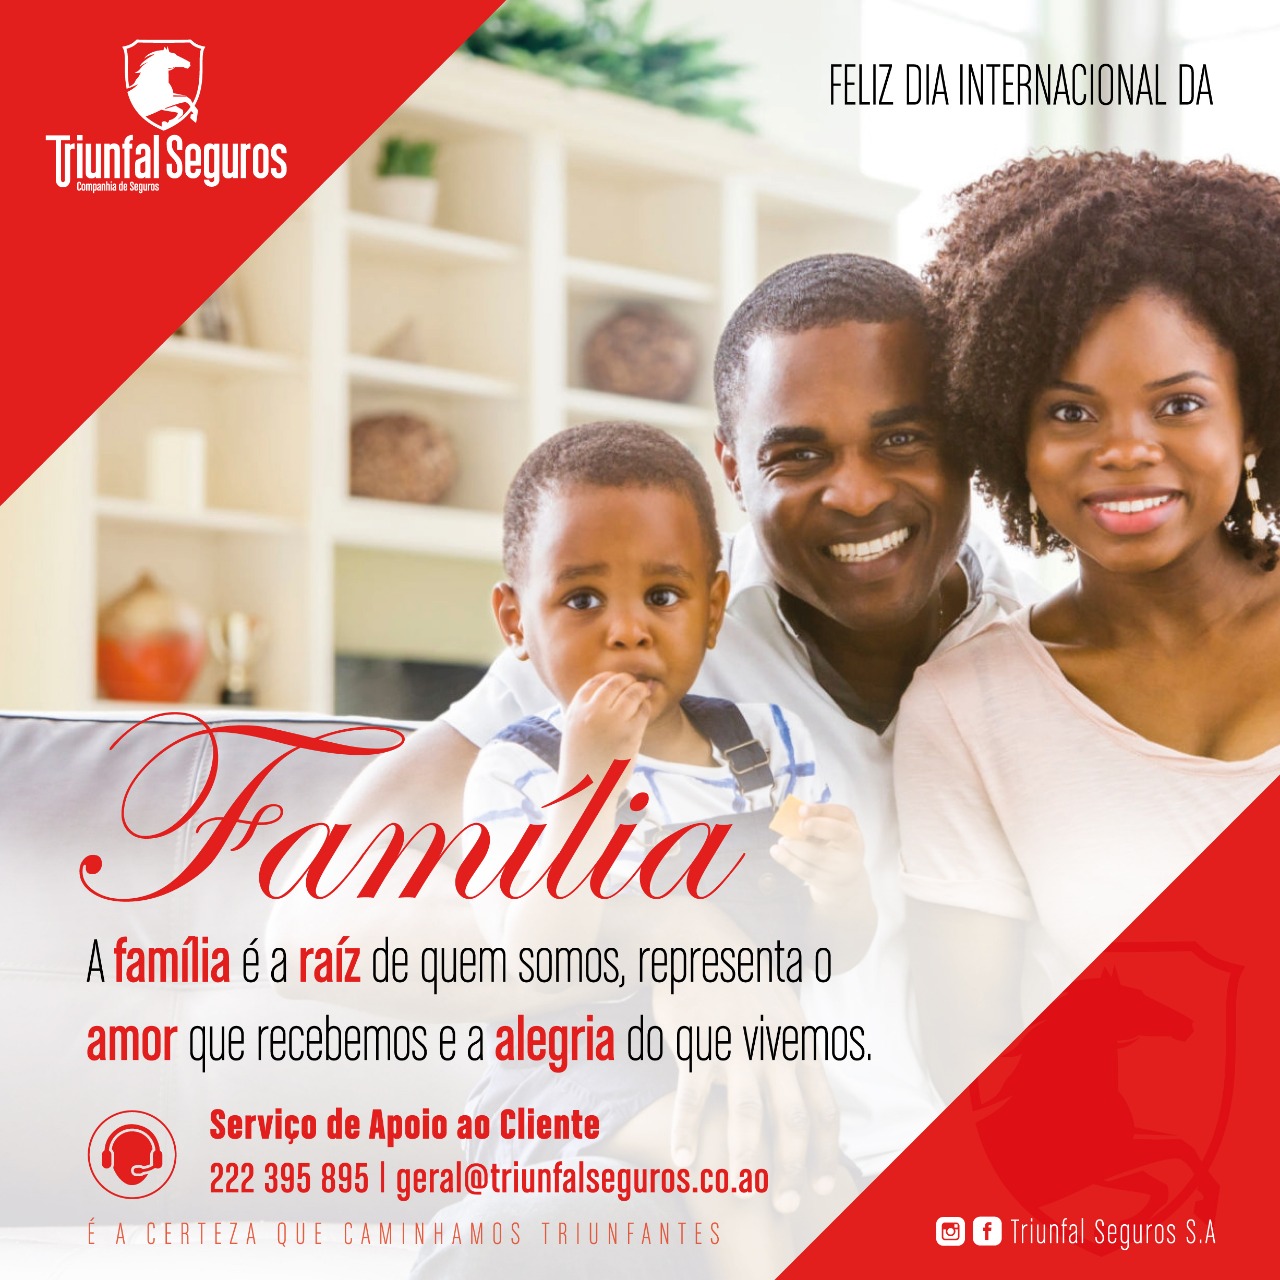 Triunfal Seguros
Companhia de Seguros
FELIZ DIA INTERNACIONAL DA
Família
A família é a raíz de quem somos, representa o
amor que recebemos e a alegria do que vivemos.
Serviço de Apoio ao Cliente
222 395 895 | geral@triunfalseguros.co.ao
É A CERTEZA QUE CAMINHAMOS TRIUNFANTES
Triunfal Seguros S.A